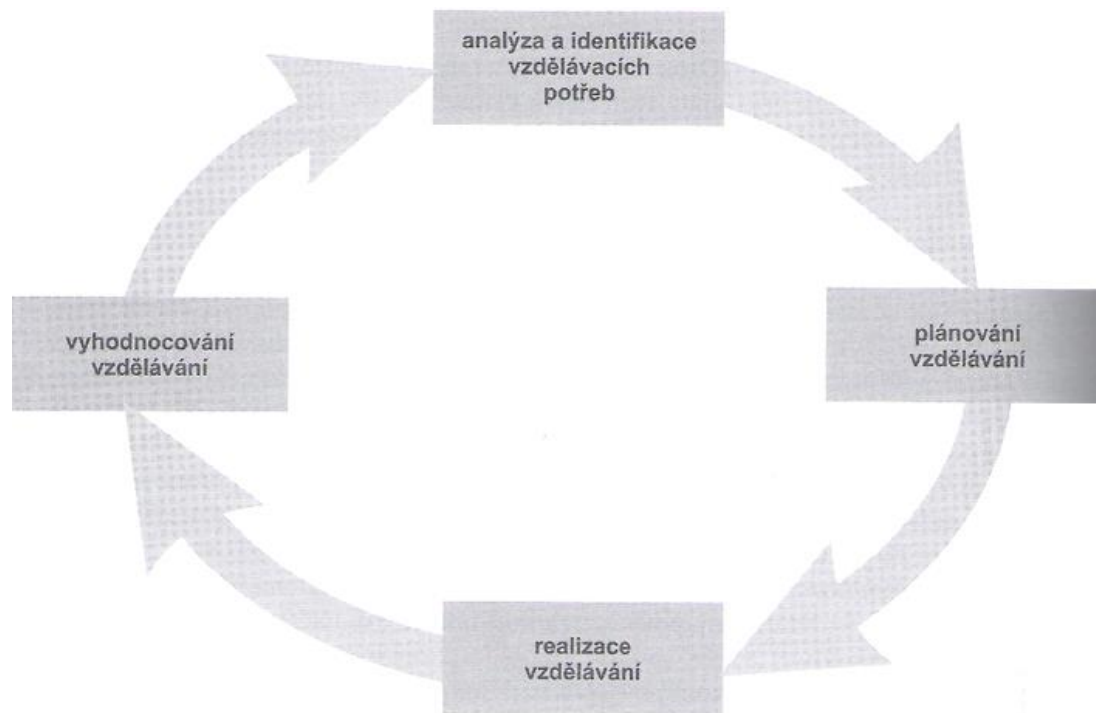 analýza a identifikace
vzdělávacích
potřeb
plánování
vzdělávání
realizace
vzdělávání
vyhodnocování
vzdělávání